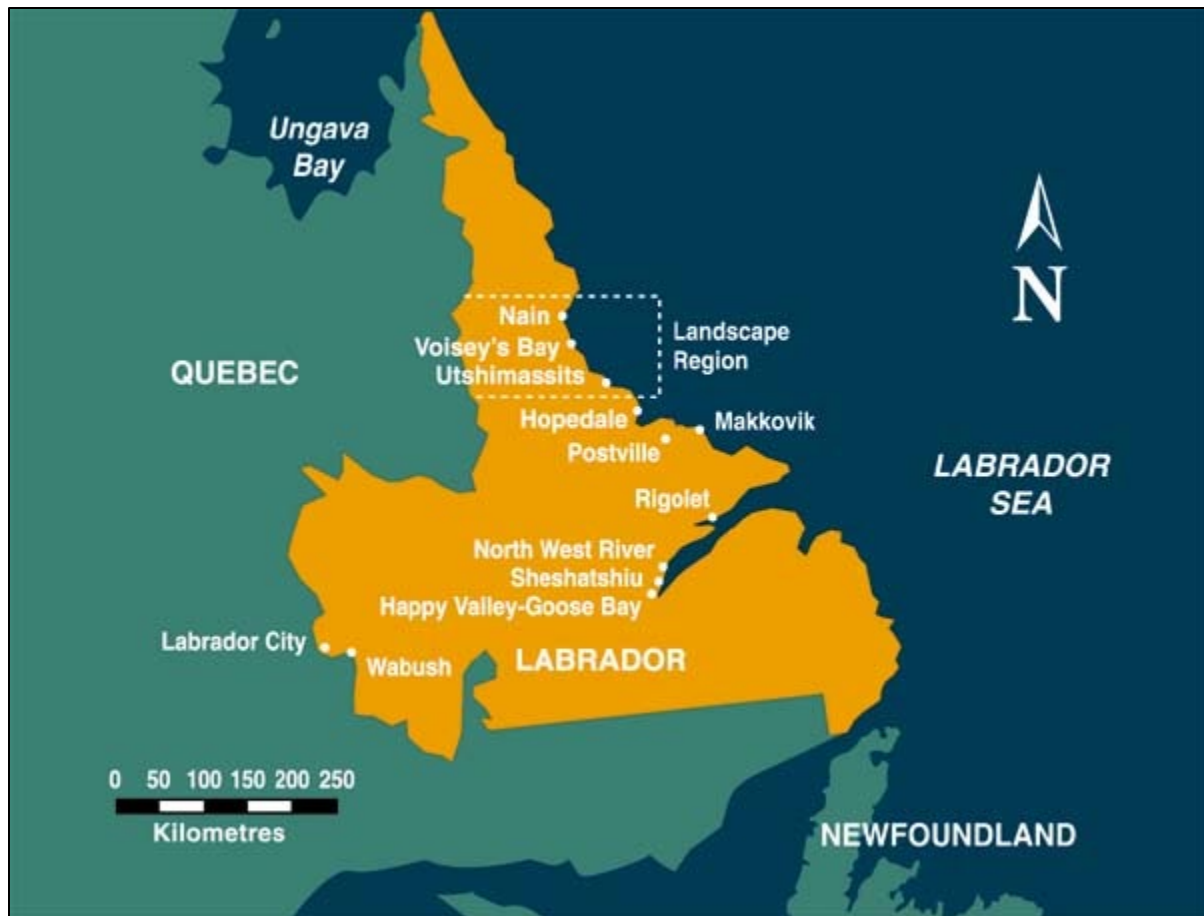 Ungava
Bay
N
Nain
Voisey's Bay
Utshimassits
Landscape
Region
QUEBEC
Hopedale
Makkovik
Postville
LABRADOR
SEA
Rigolet
North West River
Sheshatshiu
Happy Valley-Goose Bay
Labrador City
Wabush
LABRADOR
0 50 100 150 200 250
Kilometres
NEWFOUNDLAND